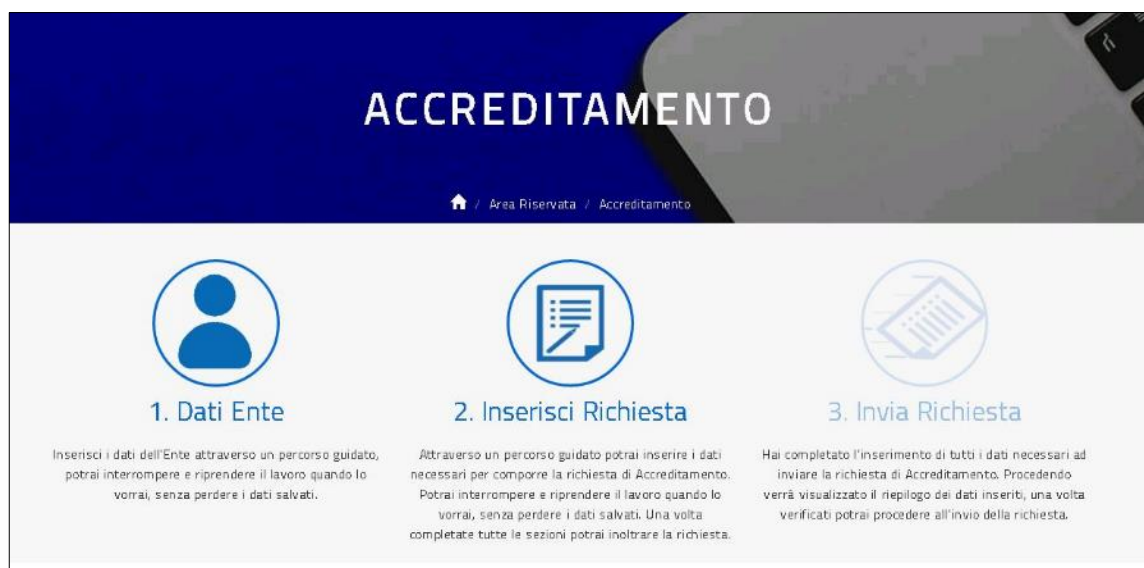 ACCREDITAMENTO
/ Area Riservata / Accreditamento
1. Dati Ente
Inserisci i dati dell'Ente attraverso un percorso guidato,
potrai interrompere e riprendere il lavoro quando lo
vorrai, senza perdere i dati salvati.
2. Inserisci Richiesta
Attraverso un percorso guidato potrai inserire i dati
necessari per comporre la richiesta di Accreditamento.
Potrai interrompere e riprendere il lavoro quando lo
vorrai, senza perdere i dati salvati. Una volta
completate tutte le sezioni potrai inoltrare la richiesta.
3. Invia Richiesta
Hai completato l'inserimento di tutti i dati necessari ad
inviare la richiesta di Accreditamento. Procedendo
verrà visualizzato il riepilogo dei dati inseriti, una volta
verificati potrai procedere all'invio della richiesta.